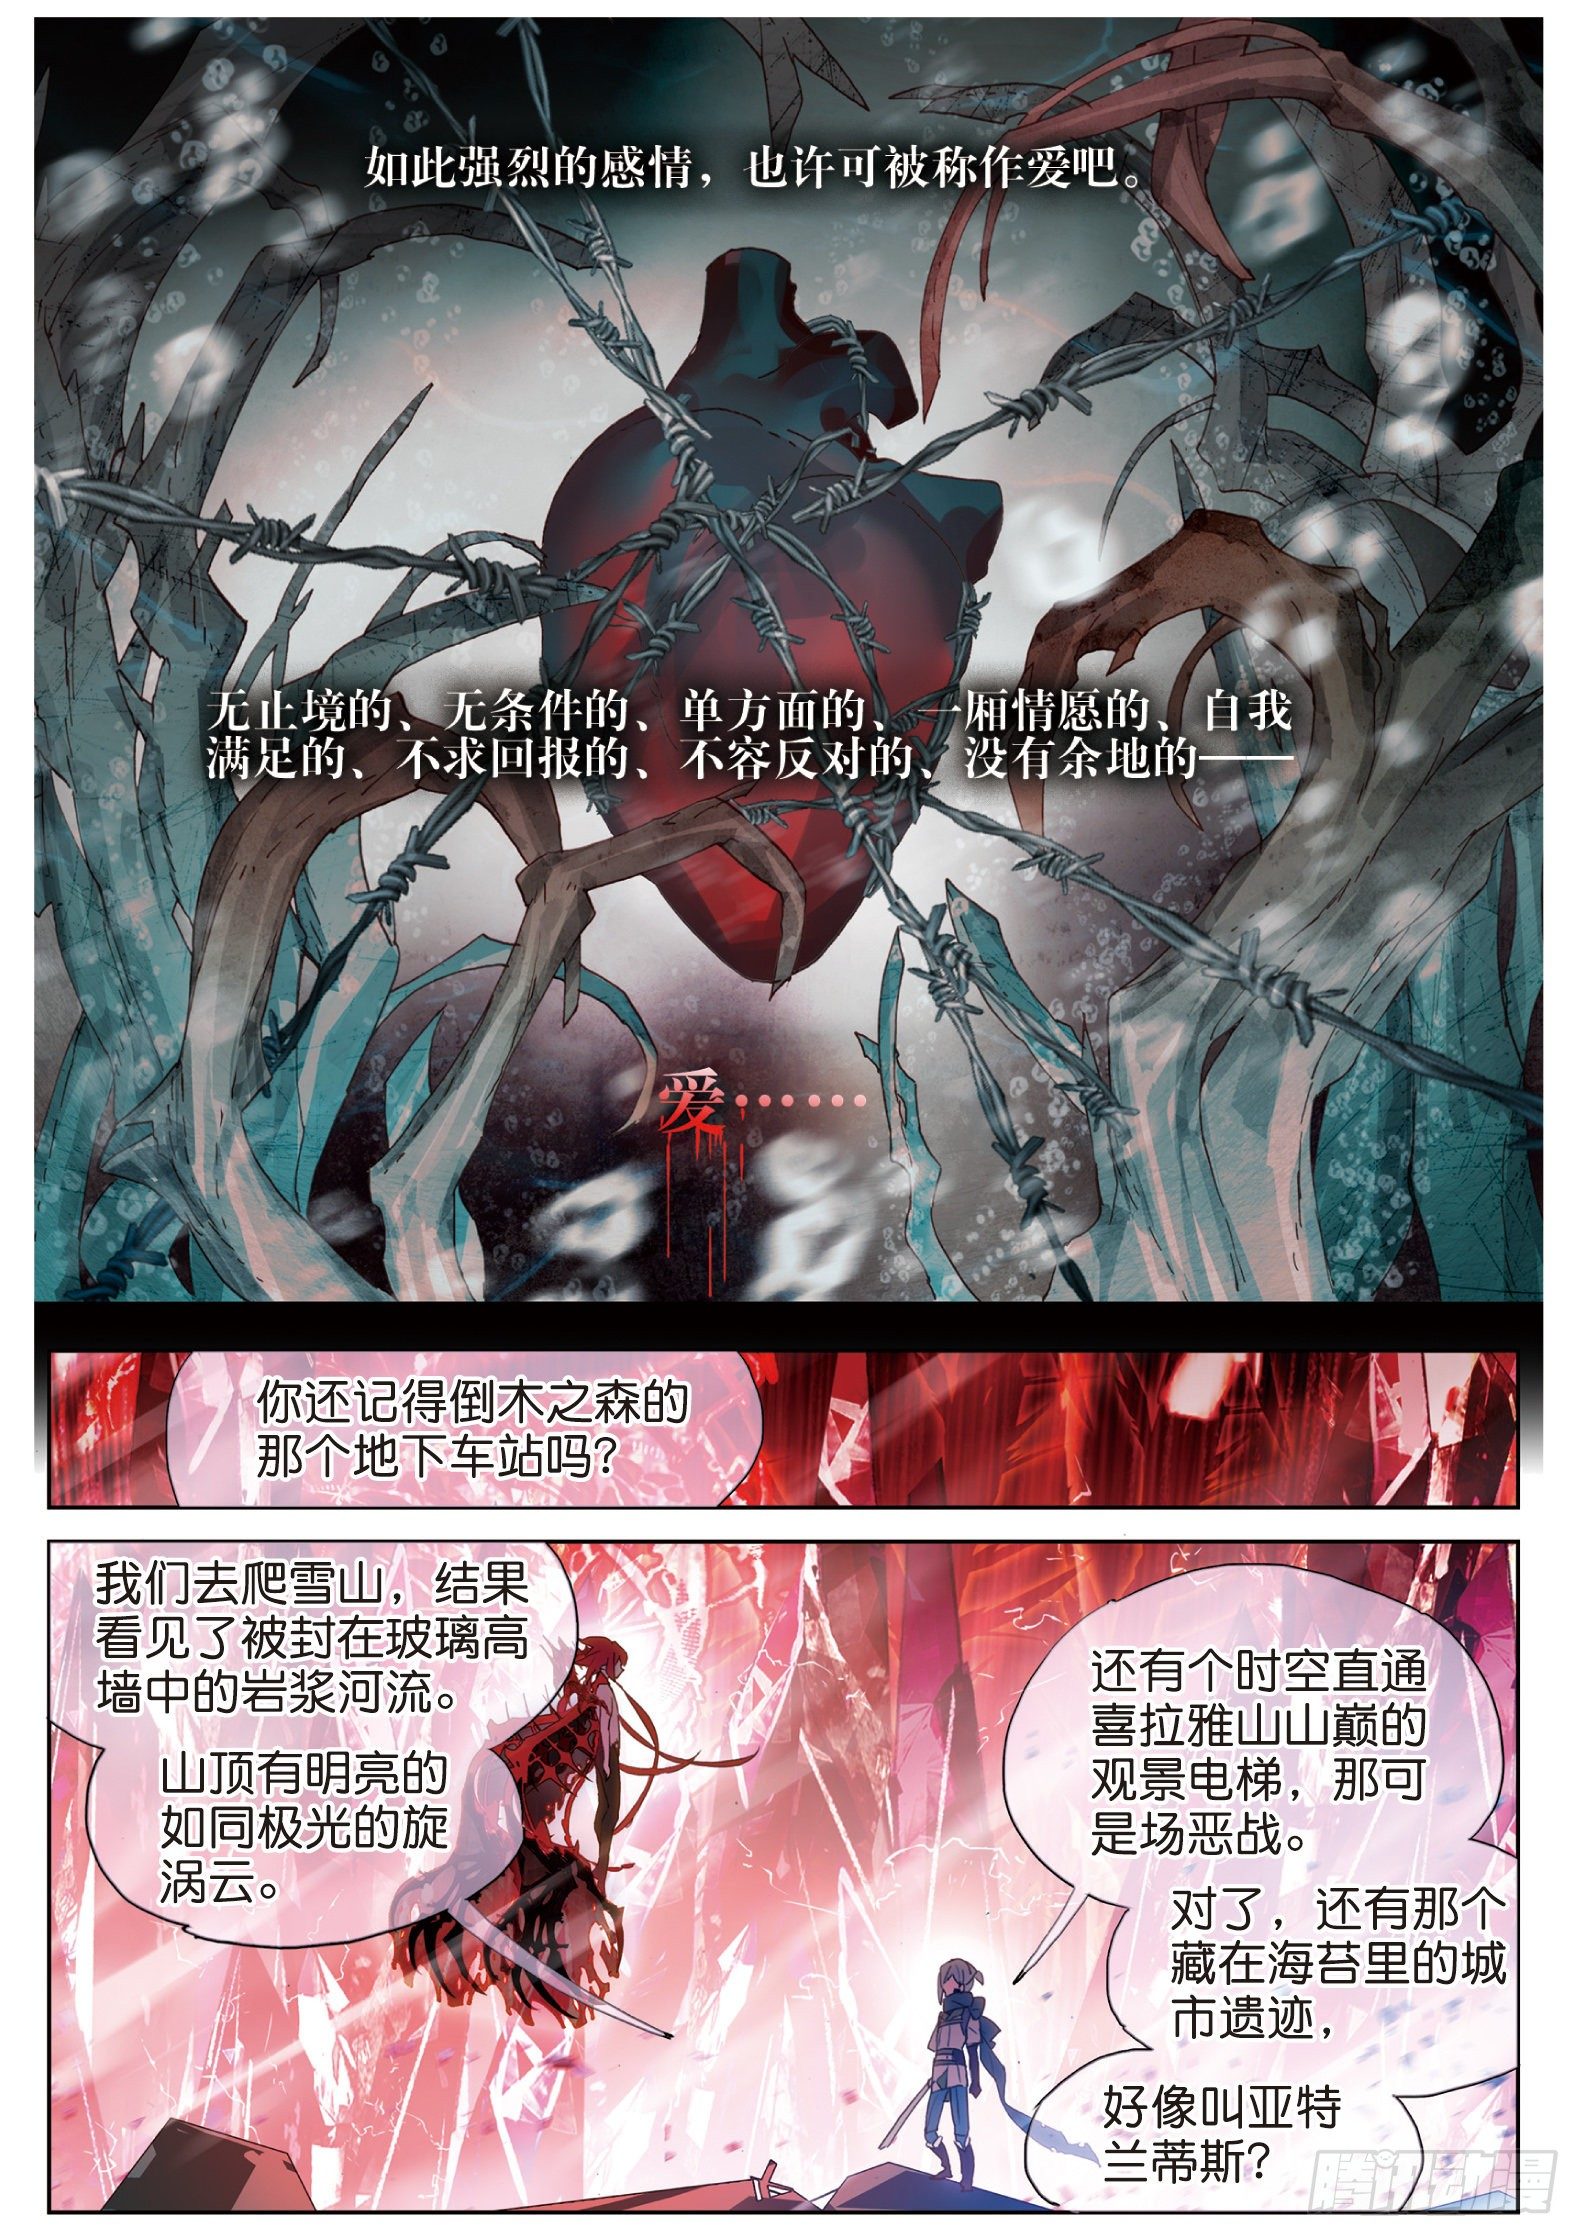 如此强烈的感情，也许可被称作爱吧。
无止境的、无条件的、单方面的、一厢情愿的、自我
满足的、不求回报的、不容反对的、没有余地的——
爱……
你还记得倒木之森的
那个地下车站吗？
我们去爬雪山，结果
看见了被封在玻璃高
墙中的岩浆河流。
山顶有明亮的
如同极光的旋
涡云。
还有个时空直通
喜拉雅山山巅的
观景电梯，那可
是场恶战。
对了，还有那个
藏在海苔里的城
市遗迹，
好像叫亚特
兰蒂斯？
腾讯动漫